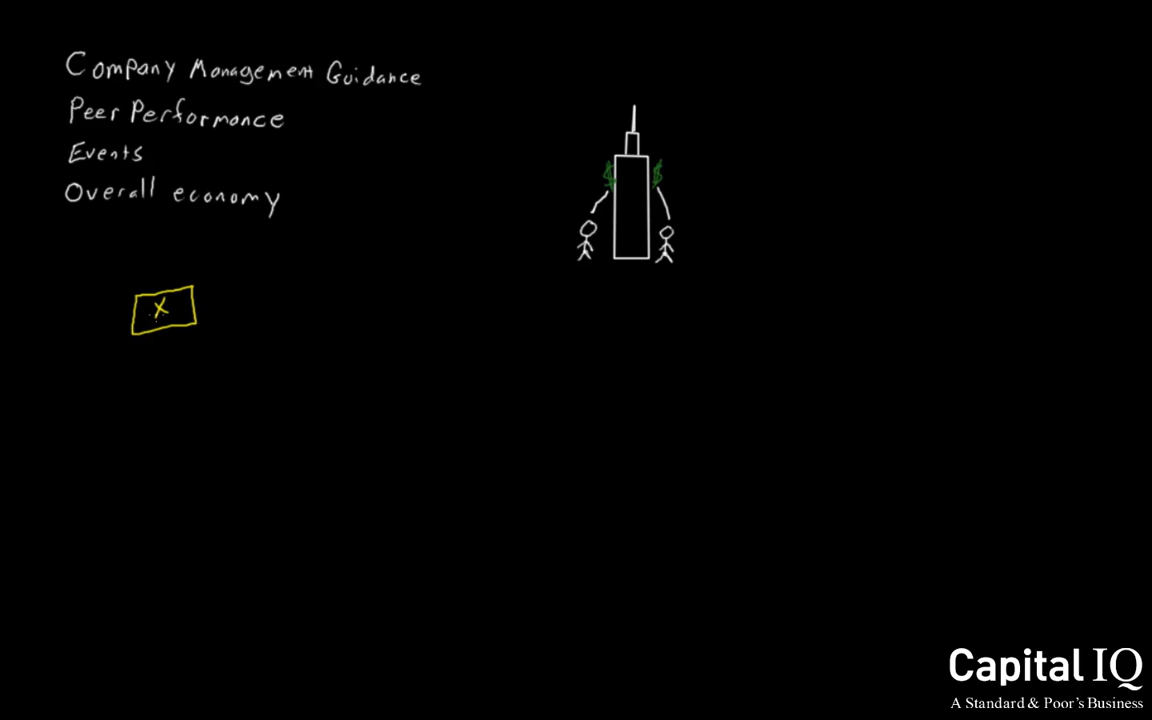 Company Management Guidance
Peer Performance
Events
Overall economy
$ $
X
Capital IQ
A Standard & Poor's Business